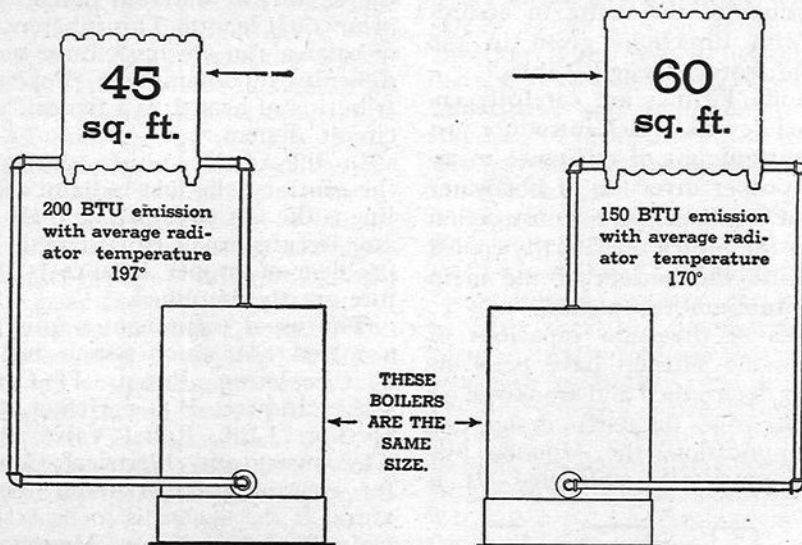 45
sq. ft.
200 BTU emission
with average radi-
ator temperature
197°
60
sq. ft.
150 BTU emission
with average radi-
ator temperature
170°
THESE
BOILERS
ARE THE
SAME
SIZE.